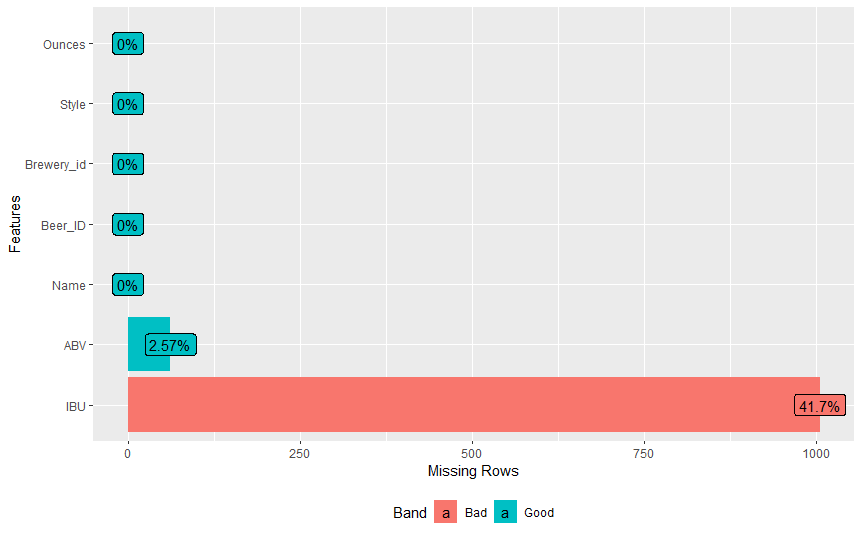 Features
Ounces
0%
Style
0%
Brewery_id
0%
Beer_ID
0%
Name
0%
ABV
2.57%
IBU
41.7%
0 250 500 750 1000
Missing Rows
Band a Bad a Good